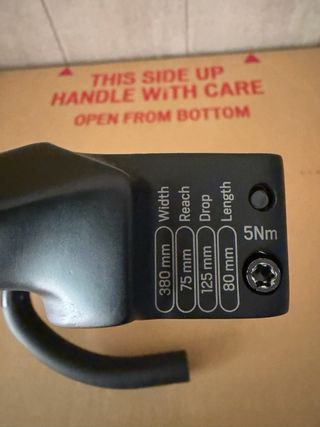 THIS SIDE UP
HANDLE WITH CARE
OPEN FROM BOTTOM
380 mm Width
75 mm Reach
125 mm Drop
80 mm Length
5Nm